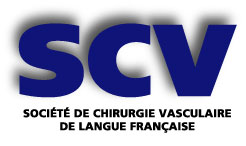 SCV
SOCIÉTÉ DE CHIRURGIE VASCULAIRE
DE LANGUE FRANÇAISE